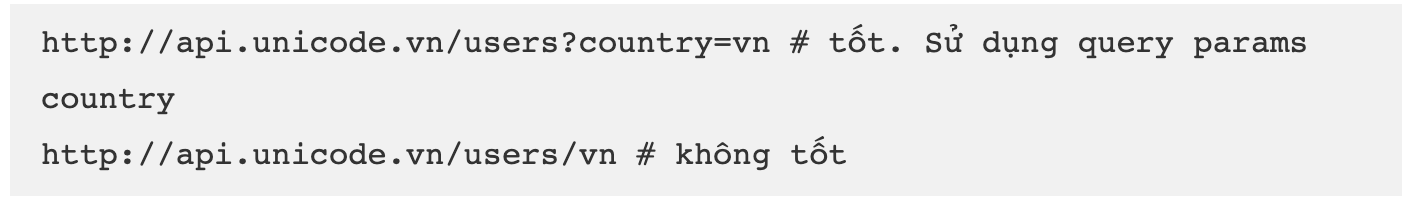 http://api.unicode.vn/users?country=vn # tốt. Sử dụng query params
country
http://api.unicode.vn/users/vn # không tốt